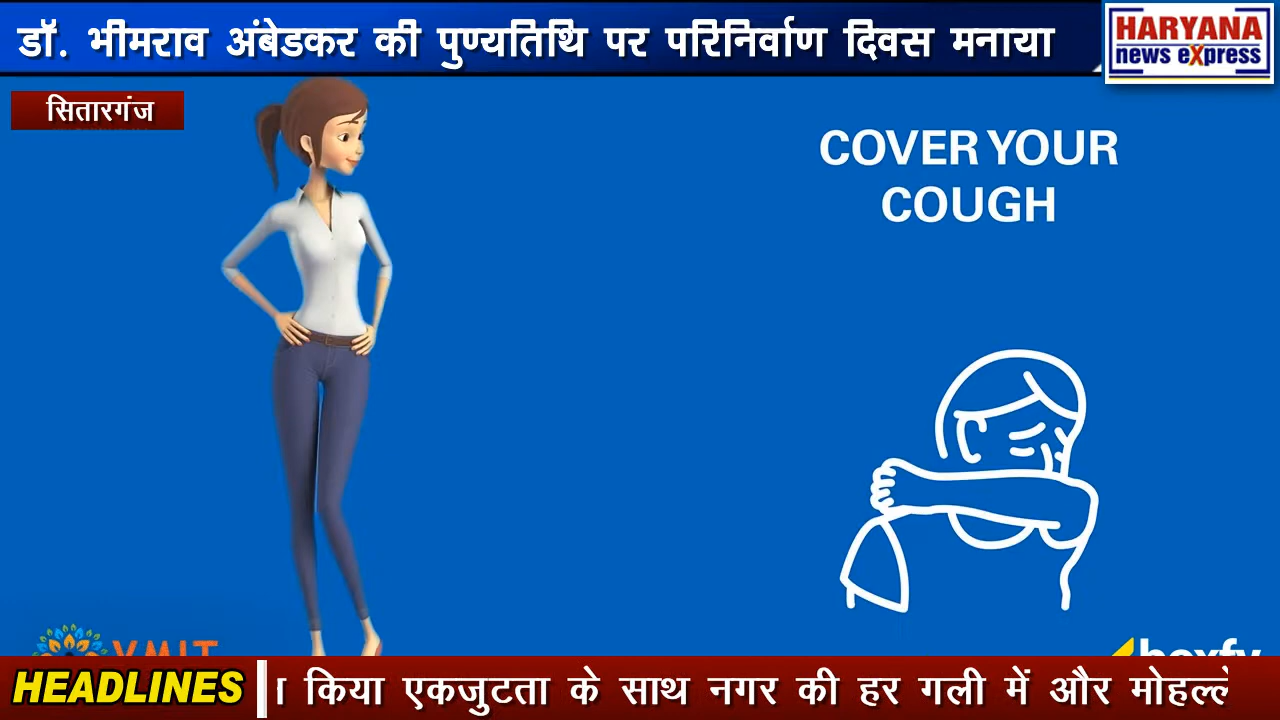 डॉ. भीमराव अंबेडकर की पुण्यतिथि पर परिनिर्वाण दिवस मनाया
HARYANA
news eXpress
सितारगंज
COVER YOUR
COUGH
HEADLINES
किया एकजुटता के साथ नगर की हर गली में और मोहल्ले